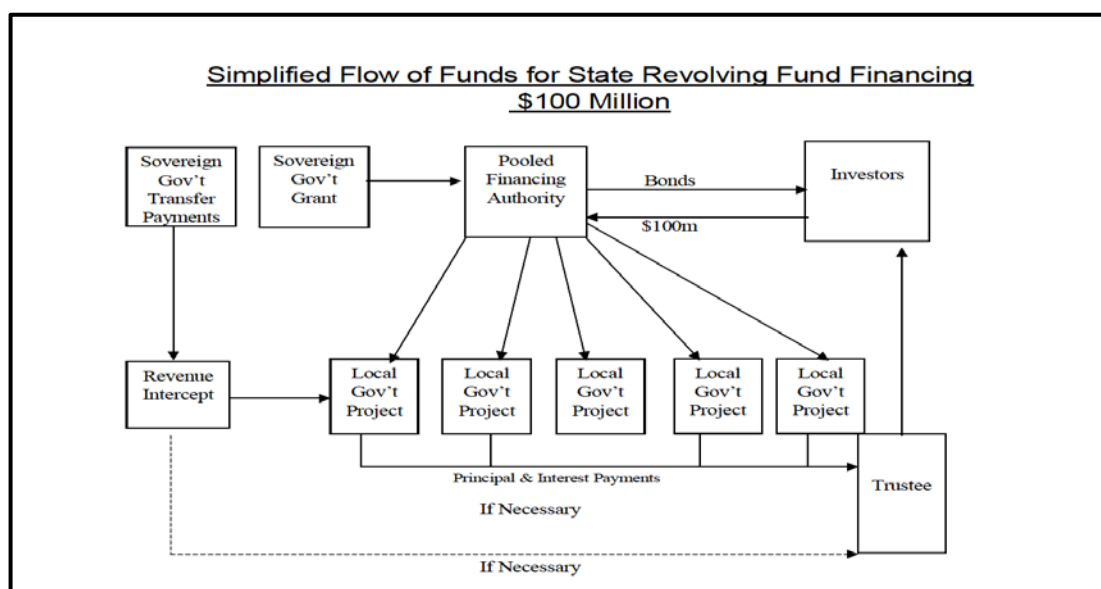 Simplified Flow of Funds for State Revolving Fund Financing
$100 Million
Sovereign
Gov't
Transfer
Payments
Sovereign
Gov't
Grant
Pooled
Financing
Authority
Bonds
$100m
Investors
Revenue
Intercept
Local
Gov't
Project
Local
Gov't
Project
Local
Gov't
Project
Local
Gov't
Project
Local
Gov't
Project
Principal & Interest Payments
Trustee
If Necessary
If Necessary